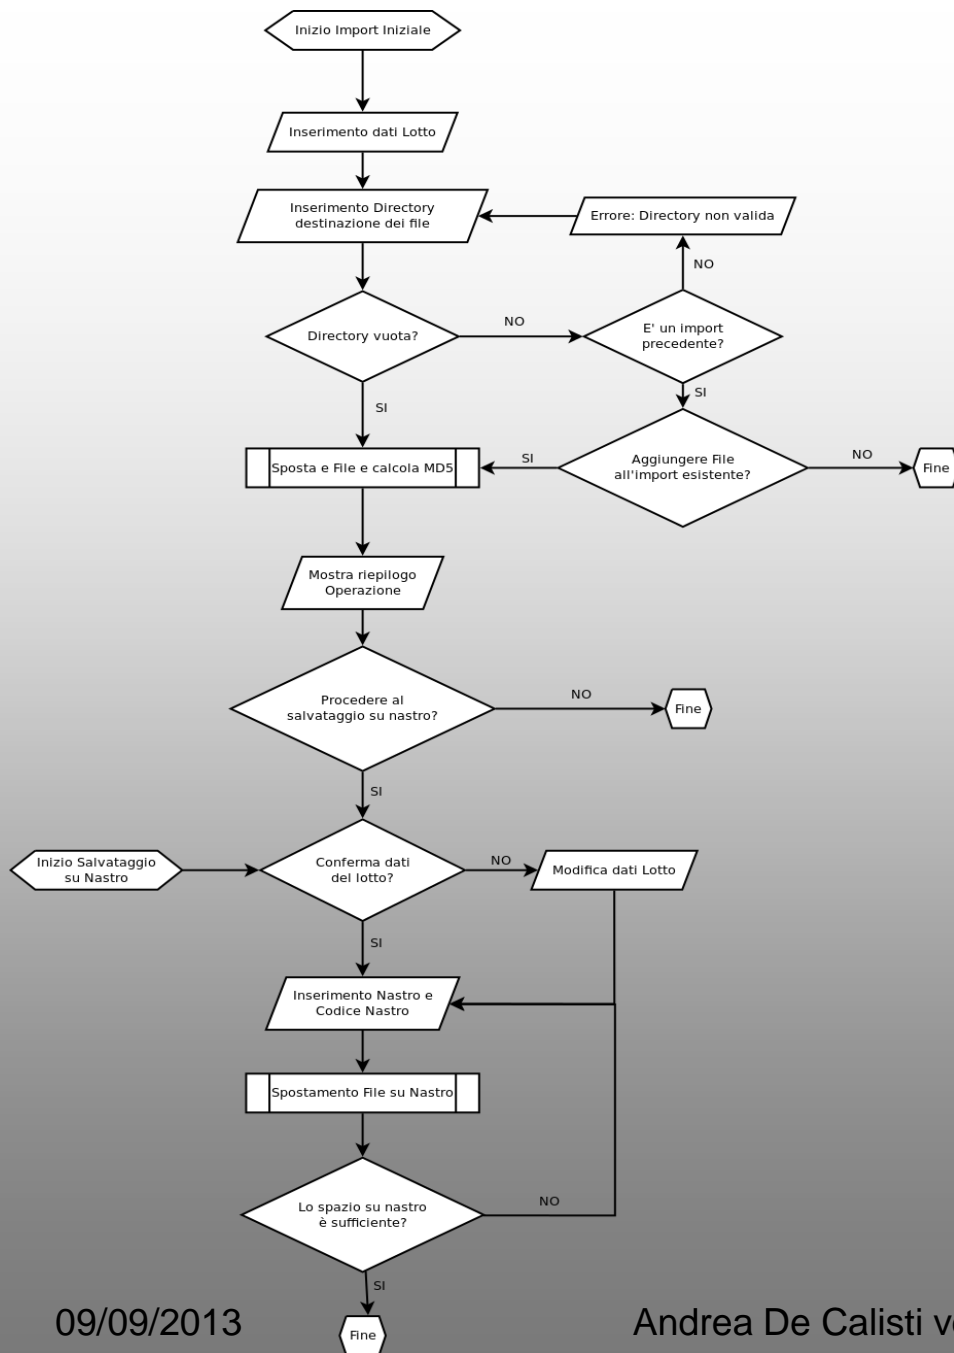 Inizio Import Iniziale
Inserimento dati Lotto
Inserimento Directory
destinazione dei file
Errore: Directory non valida
NO
Directory vuota?
NO
E' un import
precedente?
SI
SI
Sposta e File e calcola MD5
SI
Aggiungere File
all'import esistente?
NO
Fine
Mostra riepilogo
Operazione
Procedere al
salvataggio su nastro?
NO
Fine
SI
Inizio Salvataggio
su Nastro
Conferma dati
del lotto?
NO
Modifica dati Lotto
SI
Inserimento Nastro e
Codice Nastro
Spostamento File su Nastro
Lo spazio su nastro
è sufficiente?
NO
SI
Fine
09/09/2013
Andrea De Calisti